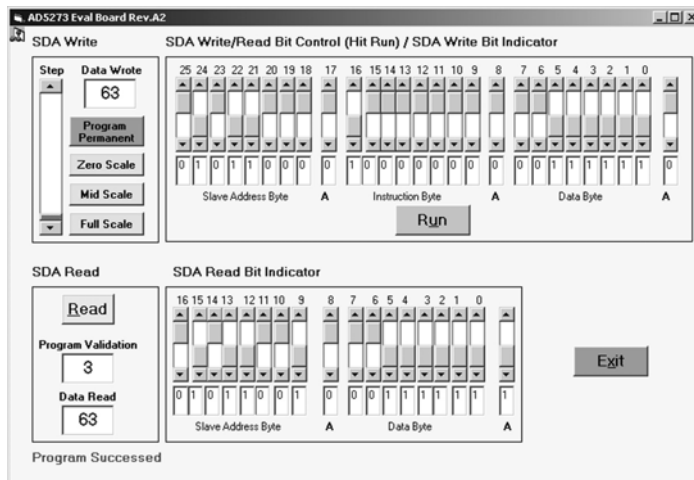 AD5273 Eval Board Rev.A2
SDA Write
SDA Write/Read Bit Control (Hit Run) / SDA Write Bit Indicator
Step
Data Wrote
63
Program
Permanent
Zero Scale
Mid Scale
Full Scale
25 24 23 22 21 20 19 18 17 16 15 14 13 12 11 10 9 8 7 6 5 4 3 2 1 0
0 1 0 1 1 0 0 0 0 1 0 0 0 0 0 0 0 0 0 0 1 1 1 1 1 1 0
Slave Address Byte A Instruction Byte A Data Byte A
Run
SDA Read
SDA Read Bit Indicator
Read
Program Validation
3
Data Read
63
16 15 14 13 12 11 10 9 8 7 6 5 4 3 2 1 0
0 1 0 1 1 0 0 1 0 0 0 1 1 1 1 1 1 1
Slave Address Byte A Data Byte A
Exit
Program Successed